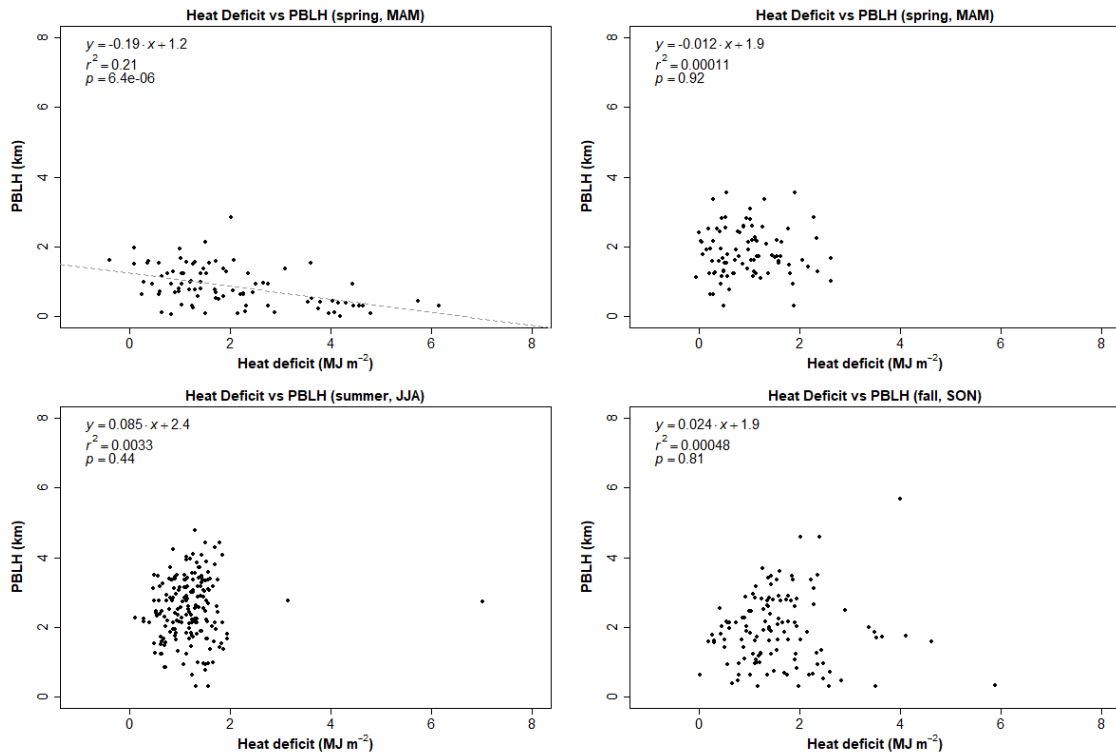 Heat Deficit vs PBLH (spring, MAM)
y = -0.19 · x + 1.2
r² = 0.21
p = 6.4e-06
8
6
4
2
0
PBLH (km)
0 2 4 6 8
Heat deficit (MJ m⁻²)
Heat Deficit vs PBLH (spring, MAM)
y = -0.012 · x + 1.9
r² = 0.00011
p = 0.92
8
6
4
2
0
PBLH (km)
0 2 4 6 8
Heat deficit (MJ m⁻²)
Heat Deficit vs PBLH (summer, JJA)
y = 0.085 · x + 2.4
r² = 0.0033
p = 0.44
8
6
4
2
0
PBLH (km)
0 2 4 6 8
Heat deficit (MJ m⁻²)
Heat Deficit vs PBLH (fall, SON)
y = 0.024 · x + 1.9
r² = 0.00048
p = 0.81
8
6
4
2
0
PBLH (km)
0 2 4 6 8
Heat deficit (MJ m⁻²)